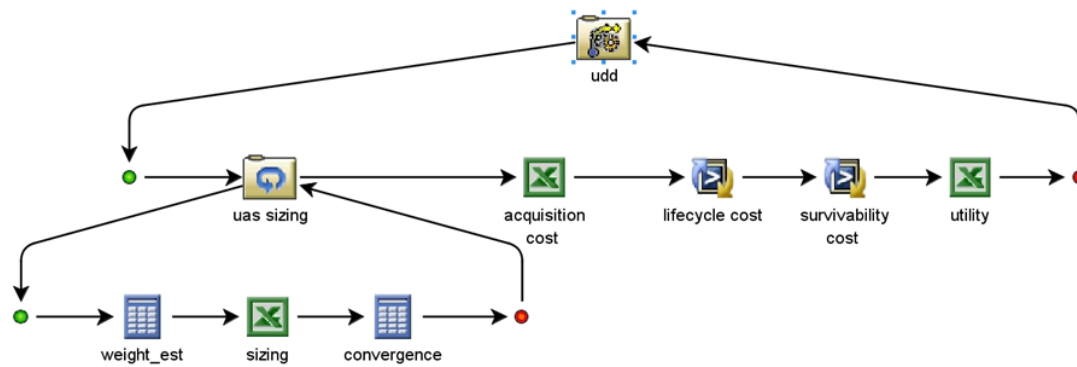 udd
uas sizing
acquisition
cost
lifecycle cost
survivability
cost
utility
weight_est
sizing
convergence